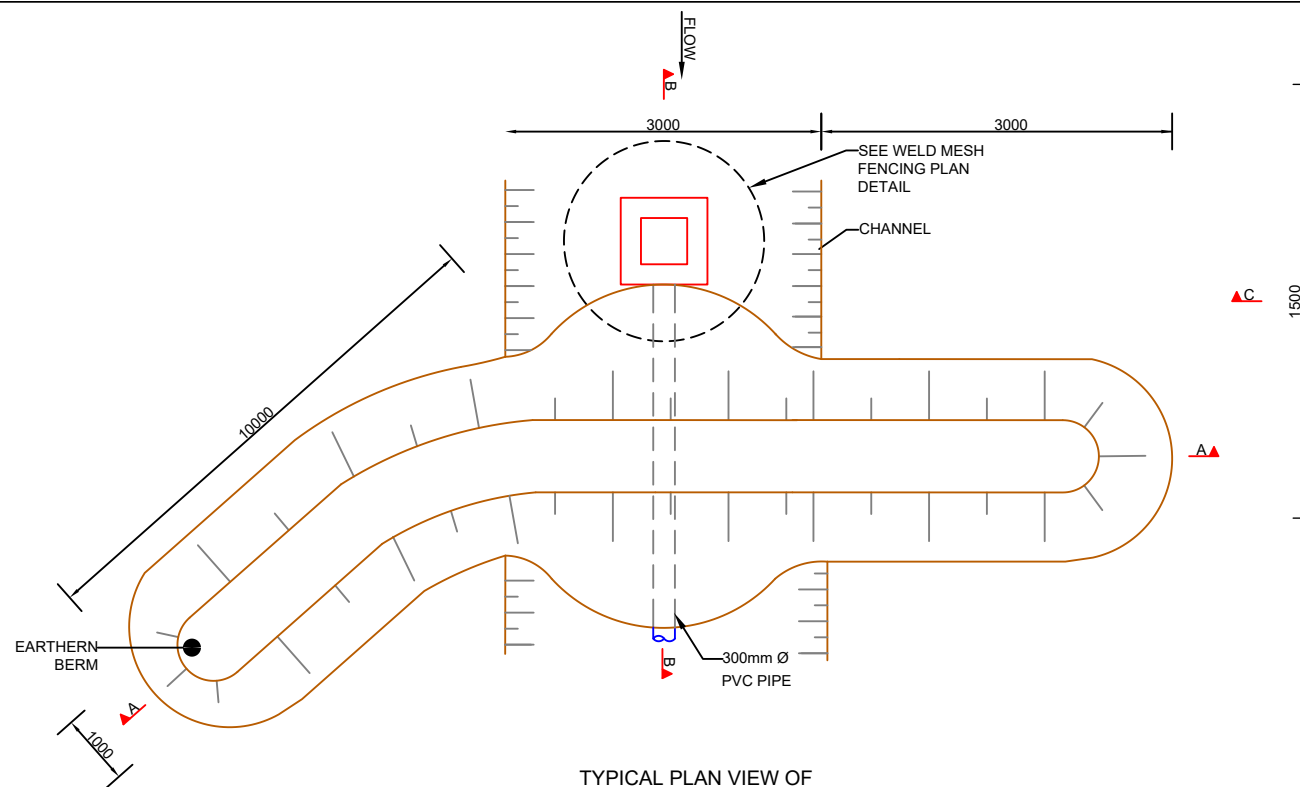 FLOW
B
3000
3000
SEE WELD MESH
FENCING PLAN
DETAIL
CHANNEL
C
1500
10000
A
EARTHERN
BERM
B
300mm Ø
PVC PIPE
A
1000
TYPICAL PLAN VIEW OF